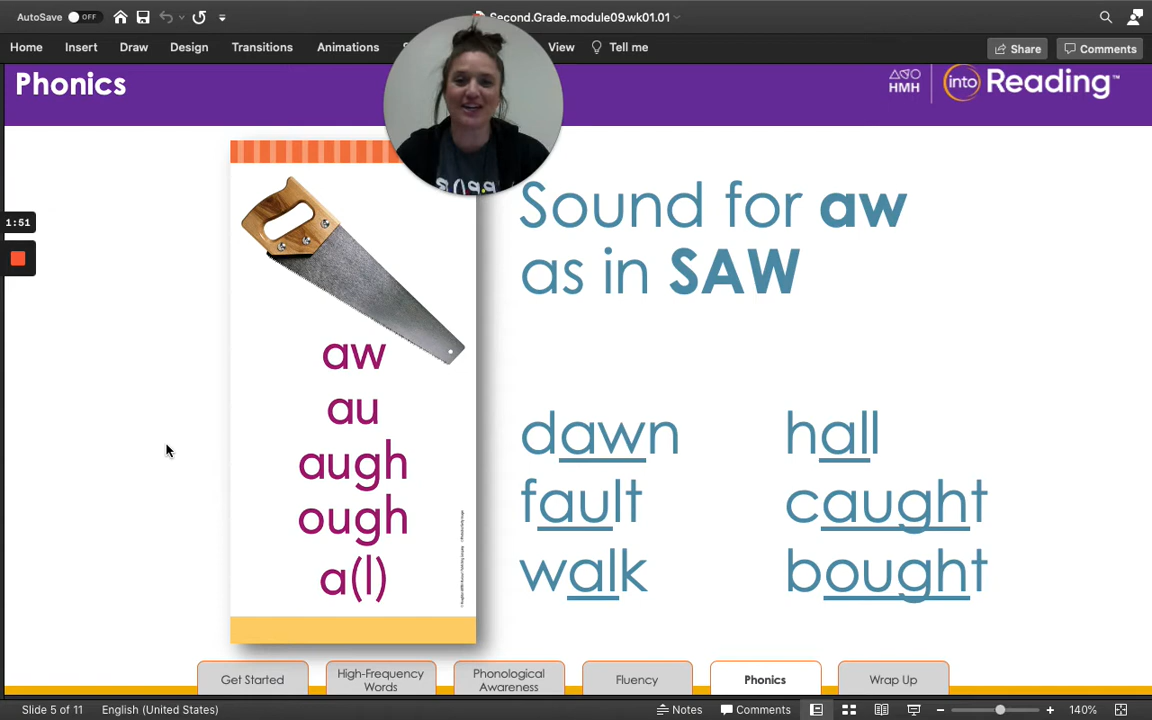 AutoSave OFF
Second.Grade.module09.wk01.01
Home Insert Draw Design Transitions Animations View Tell me
Share Comments
Phonics
HMH into Reading™
1:51
Sound for aw
as in SAW
aw
au
augh
ough
a(l)
dawn hall
fault caught
walk bought
Get Started
High-Frequency
Words
Phonological
Awareness
Fluency
Phonics
Wrap Up
Slide 5 of 11 English (United States) Notes Comments 140%